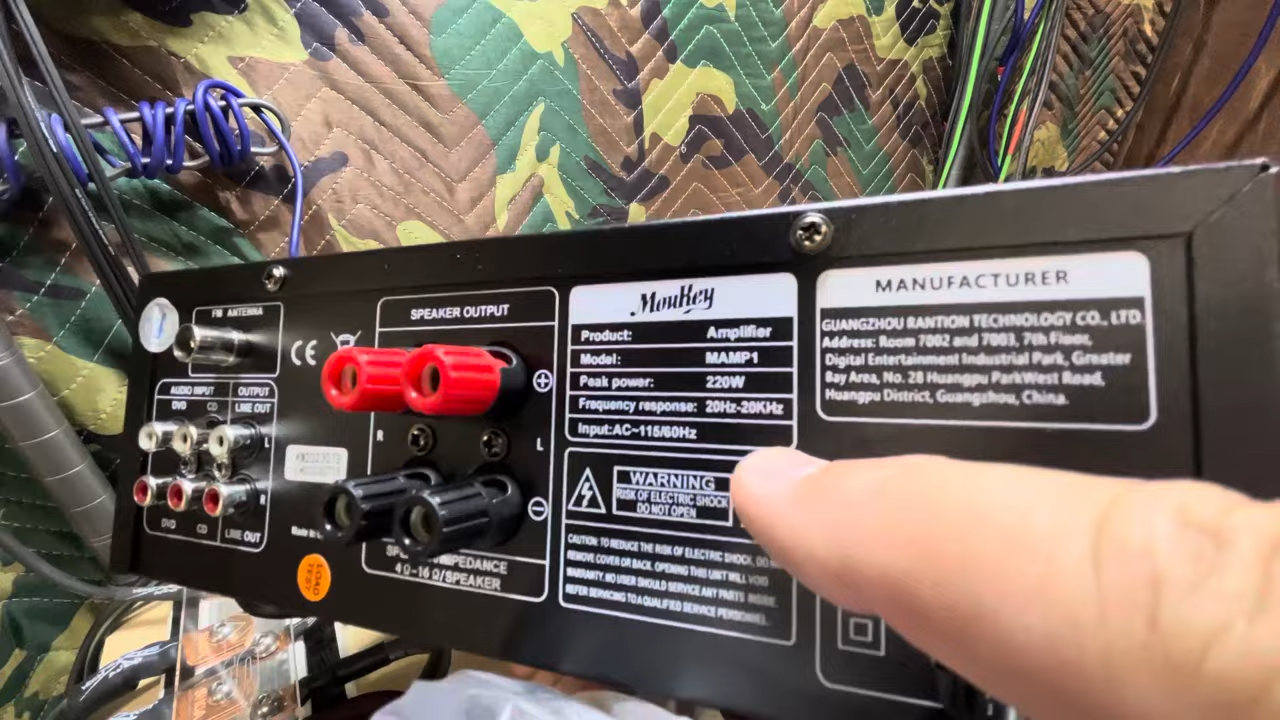 FM ANTENNA
CE
AUDIO INPUT
OUTPUT
DVD
CD
LINE OUT
L
R
DVD
CD
LINE OUT
Made in
LOAD
TEST
SPEAKER OUTPUT
+
R
L
−
IMPEDANCE
4Ω-16Ω/SPEAKER
Moukey
Product: Amplifier
Model: MAMP1
Peak power: 220W
Frequency response: 20Hz-20KHz
Input:AC~115/60Hz
WARNING
RISK OF ELECTRIC SHOCK
DO NOT OPEN
CAUTION: TO REDUCE THE RISK OF ELECTRIC SHOCK, DO
REMOVE COVER OR BACK. OPENING THIS UNIT WILL VOID
WARRANTY. NO USER SHOULD SERVICE ANY PARTS INSIDE.
REFER SERVICING TO A QUALIFIED SERVICE PERSONNEL.
MANUFACTURER
GUANGZHOU RANTION TECHNOLOGY CO., LTD.
Address: Room 7002 and 7003, 7th Floor,
Digital Entertainment Industrial Park, Greater
Bay Area, No. 28 Huangpu ParkWest Road,
Huangpu District, Guangzhou, China.